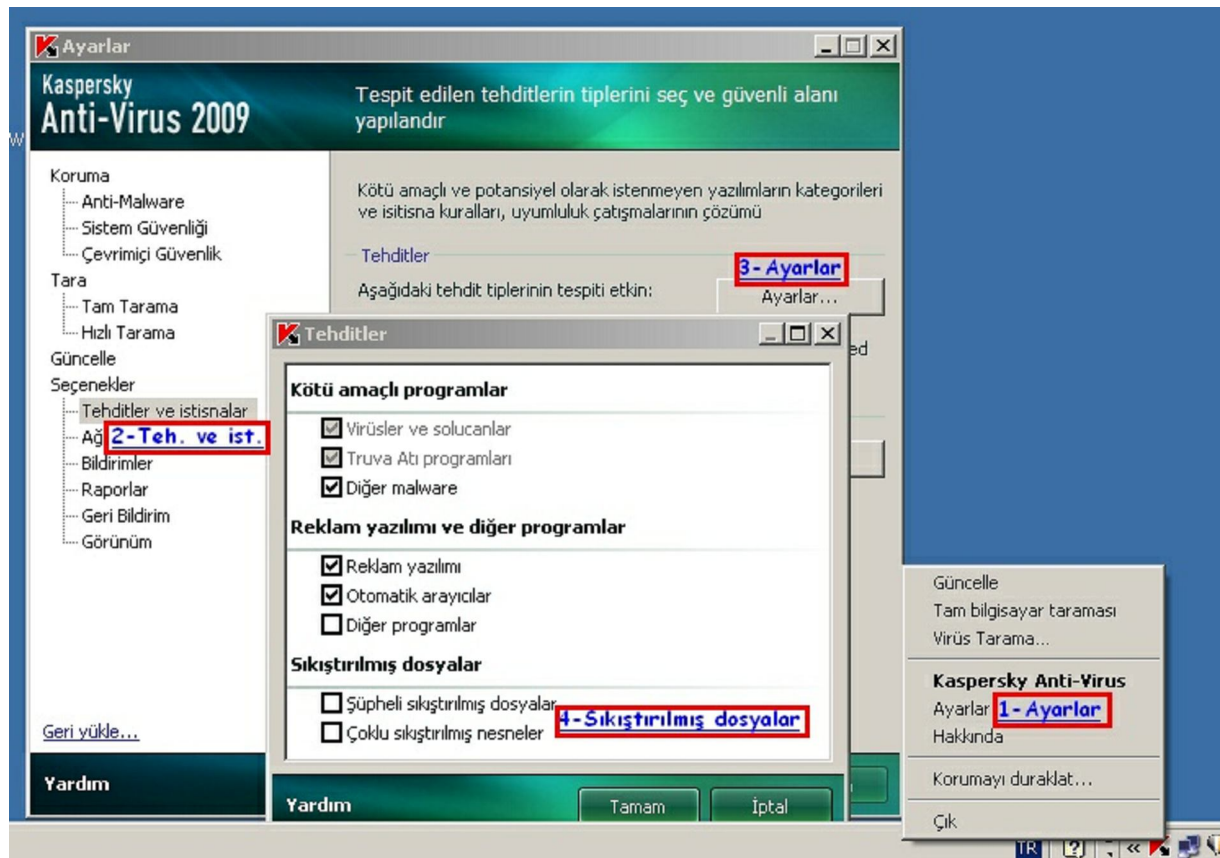 Ayarlar
Kaspersky
Anti-Virus 2009
Tespit edilen tehditlerin tiplerini seç ve güvenli alanı
yapılandır
W
Koruma
Anti-Malware
Sistem Güvenliği
Çevrimiçi Güvenlik
Tara
Tam Tarama
Hızlı Tarama
Güncelle
Seçenekler
Tehditler ve istisnalar
Ağ
2-Teh. ve ist.
Bildirimler
Raporlar
Geri Bildirim
Görünüm
Geri yükle...
Yardım
Kötü amaçlı ve potansiyel olarak istenmeyen yazılımların kategorileri
ve isitisna kuralları, uyumluluk çatışmalarının çözümü
Tehditler
3- Ayarlar
Aşağıdaki tehdit tiplerinin tespiti etkin:
Ayarlar...
Tehditler
Kötü amaçlı programlar
Virüsler ve solucanlar
Truva Atı programları
Diğer malware
Reklam yazılımı ve diğer programlar
Reklam yazılımı
Otomatik arayıcılar
Diğer programlar
Sıkıştırılmış dosyalar
Şüpheli sıkıştırılmış dosyalar
4-Sıkıştırılmış dosyalar
Çoklu sıkıştırılmış nesneler
Yardım
Tamam
İptal
Güncelle
Tam bilgisayar taraması
Virüs Tarama...
Kaspersky Anti-Virus
Ayarlar
1- Ayarlar
Hakkında
Korumayı duraklat...
Çık
TR